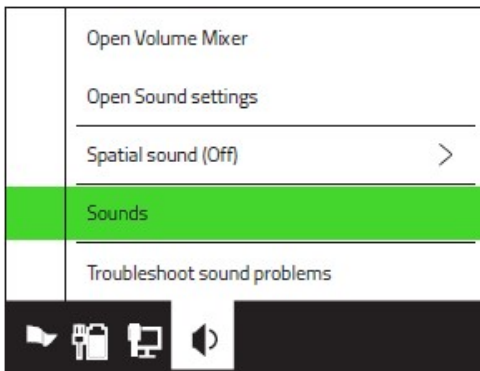 Open Volume Mixer
Open Sound settings
Spatial sound (Off)
Sounds
Troubleshoot sound problems